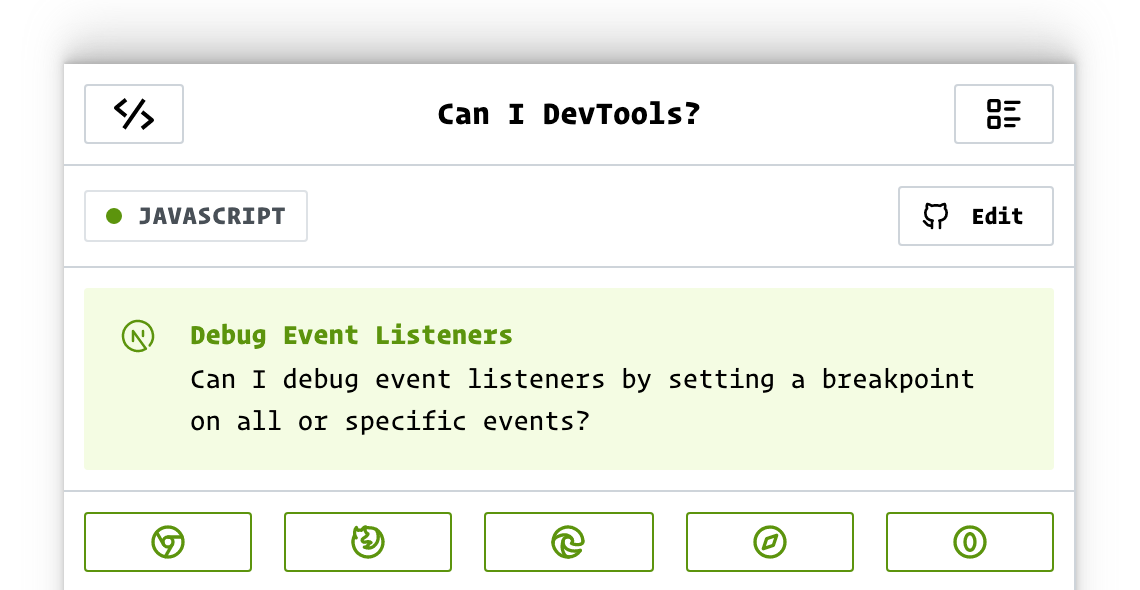 Can I DevTools?
JAVASCRIPT
Edit
Debug Event Listeners
Can I debug event listeners by setting a breakpoint
on all or specific events?